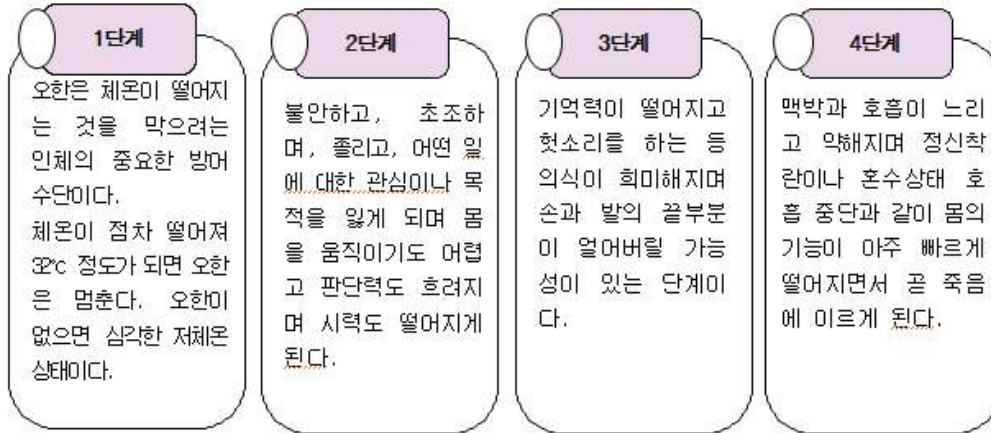 1단계
오한은 체온이 떨어지
는 것을 막으려는
인체의 중요한 방어
수단이다.
체온이 점차 떨어져
32℃ 정도가 되면 오한
은 멈춘다. 오한이
없으면 심각한 저체온
상태이다.
2단계
불안하고, 초조하
며, 졸리고, 어떤 일
에 대한 관심이나 목
적을 잃게 되며 몸
을 움직이기도 어렵
고 판단력도 흐려지
며 시력도 떨어지게
된다.
3단계
기억력이 떨어지고
헛소리를 하는 등
의식이 희미해지며
손과 발의 끝부분
이 얼어버릴 가능
성이 있는 단계이
다.
4단계
맥박과 호흡이 느리
고 약해지며 정신착
란이나 혼수상태 호
흡 중단과 같이 몸의
기능이 아주 빠르게
떨어지면서 곧 죽음
에 이르게 된다.